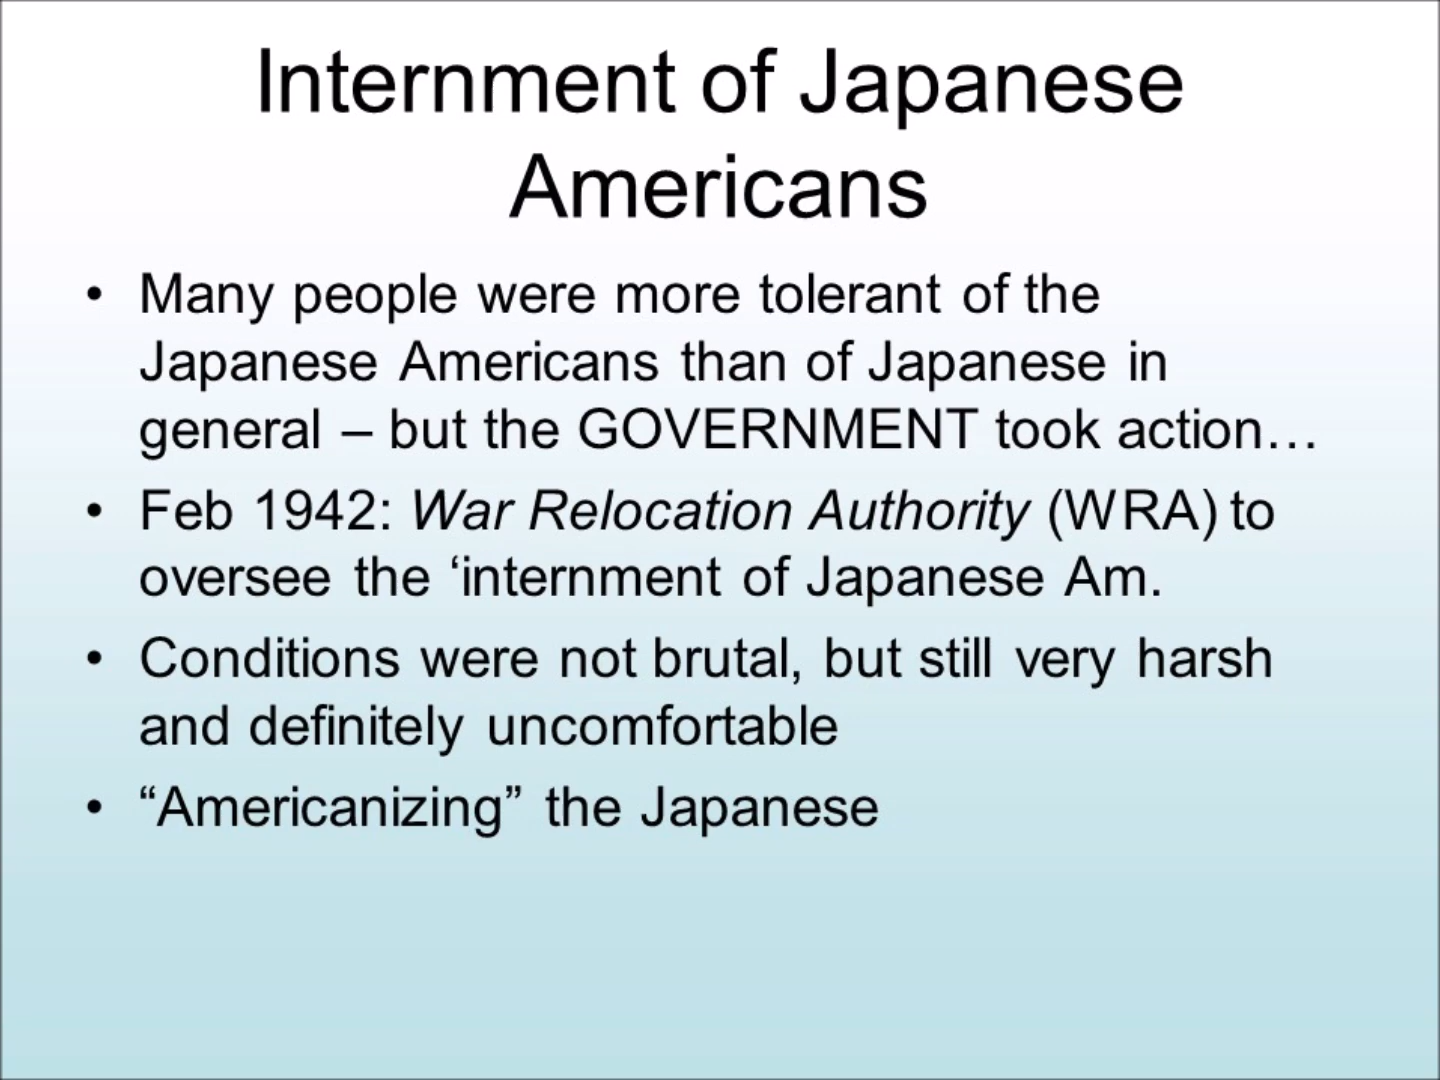 Internment of Japanese
Americans
• Many people were more tolerant of the
Japanese Americans than of Japanese in
general – but the GOVERNMENT took action…
• Feb 1942: War Relocation Authority (WRA) to
oversee the ‘internment of Japanese Am.
• Conditions were not brutal, but still very harsh
and definitely uncomfortable
• “Americanizing” the Japanese